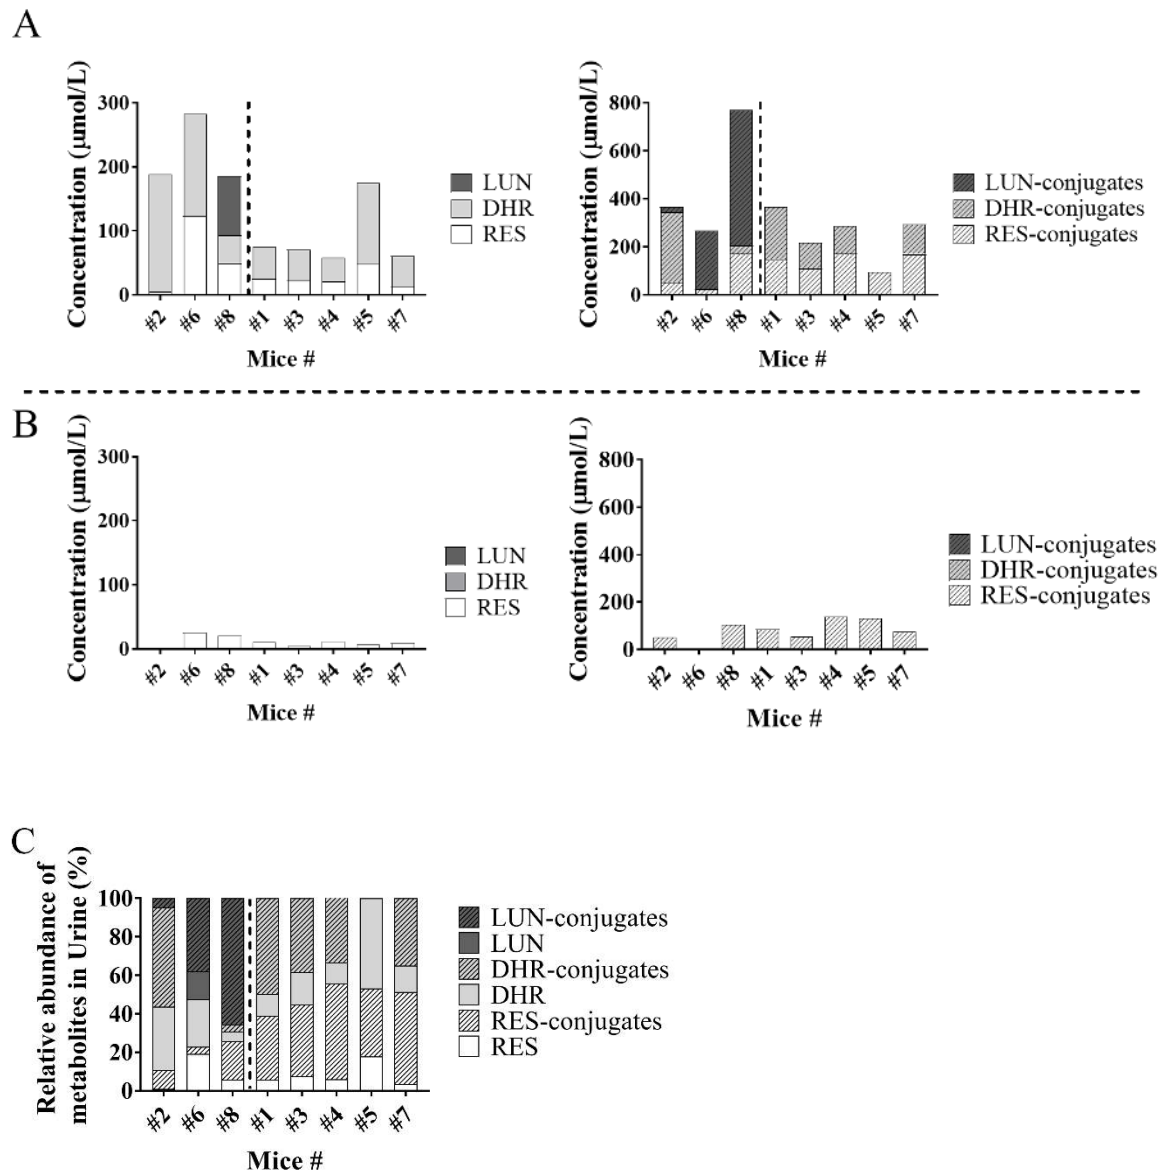 A
Concentration (µmol/L)
300
200
100
0
#2 #6 #8 #1 #3 #4 #5 #7
Mice #
LUN
DHR
RES
Concentration (µmol/L)
800
600
400
200
0
#2 #6 #8 #1 #3 #4 #5 #7
Mice #
LUN-conjugates
DHR-conjugates
RES-conjugates
B
Concentration (µmol/L)
300
200
100
0
#2 #6 #8 #1 #3 #4 #5 #7
Mice #
LUN
DHR
RES
Concentration (µmol/L)
800
600
400
200
0
#2 #6 #8 #1 #3 #4 #5 #7
Mice #
LUN-conjugates
DHR-conjugates
RES-conjugates
C
Relative abundance of
metabolites in Urine (%)
100
80
60
40
20
0
#2 #6 #8 #1 #3 #4 #5 #7
Mice #
LUN-conjugates
LUN
DHR-conjugates
DHR
RES-conjugates
RES